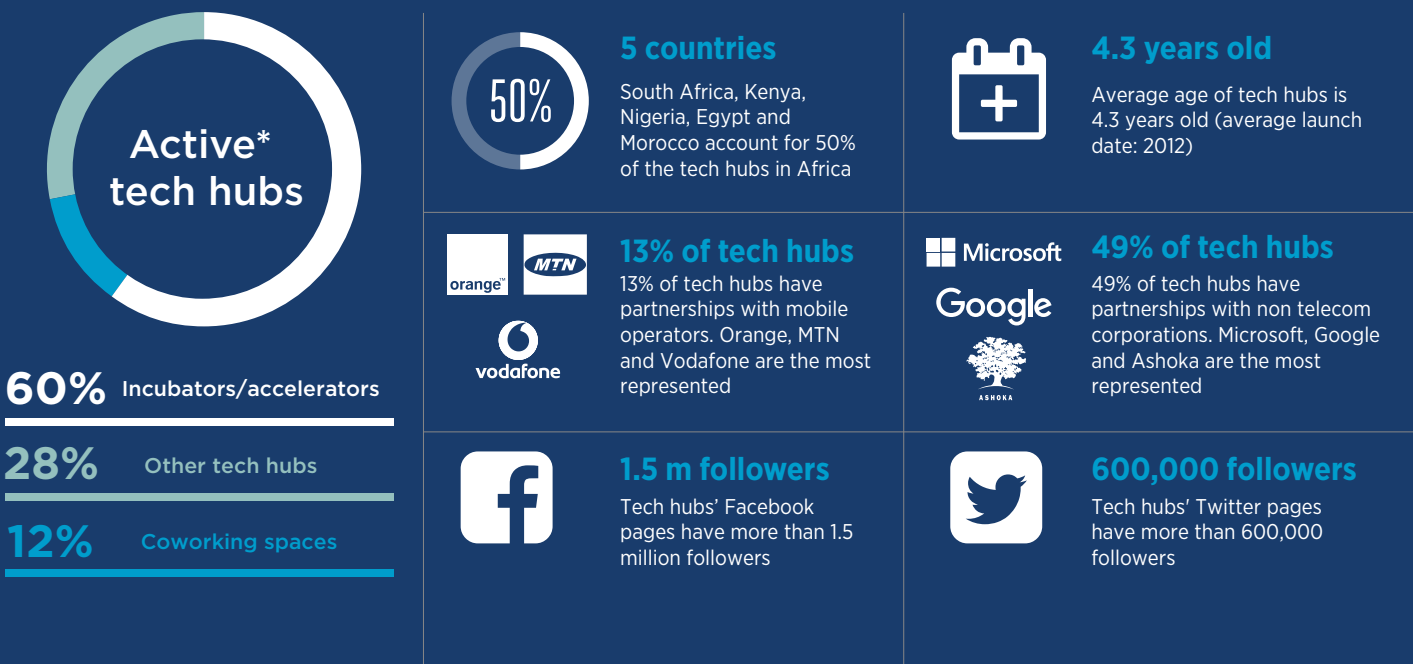 Active*
tech hubs
60% Incubators/accelerators
28% Other tech hubs
12% Coworking spaces
50%
5 countries
South Africa, Kenya,
Nigeria, Egypt and
Morocco account for 50%
of the tech hubs in Africa
4.3 years old
Average age of tech hubs is
4.3 years old (average launch
date: 2012)
orange™
MTN
vodafone
13% of tech hubs
13% of tech hubs have
partnerships with mobile
operators. Orange, MTN
and Vodafone are the most
represented
Microsoft
Google
ASHOKA
49% of tech hubs
49% of tech hubs have
partnerships with non telecom
corporations. Microsoft, Google
and Ashoka are the most
represented
1.5 m followers
Tech hubs’ Facebook
pages have more than 1.5
million followers
600,000 followers
Tech hubs' Twitter pages
have more than 600,000
followers